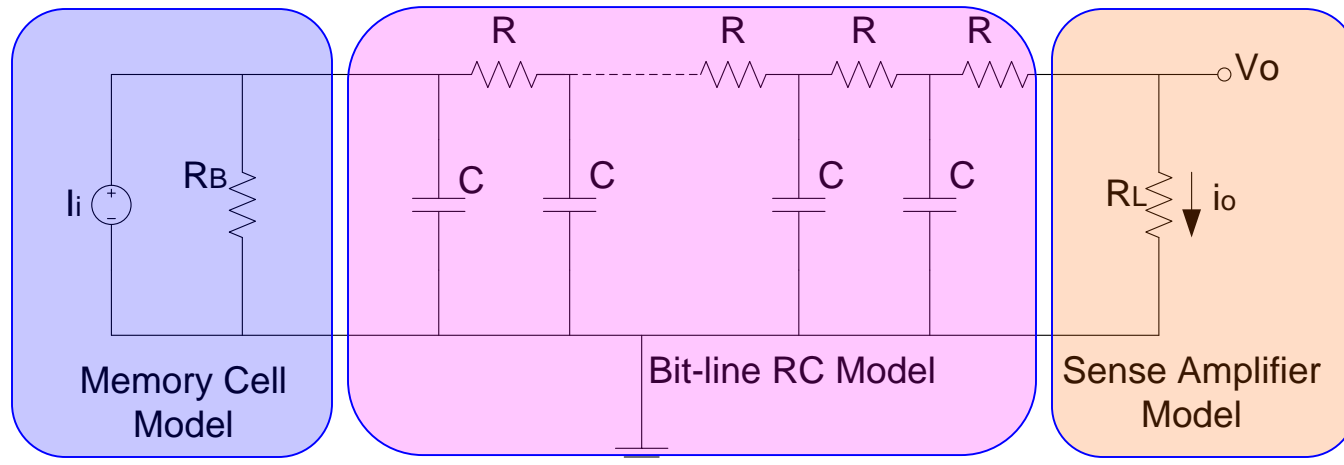 R R R R
Vo
Ii + − RB C C C C RL io
Memory Cell Model
Bit-line RC Model
Sense Amplifier Model